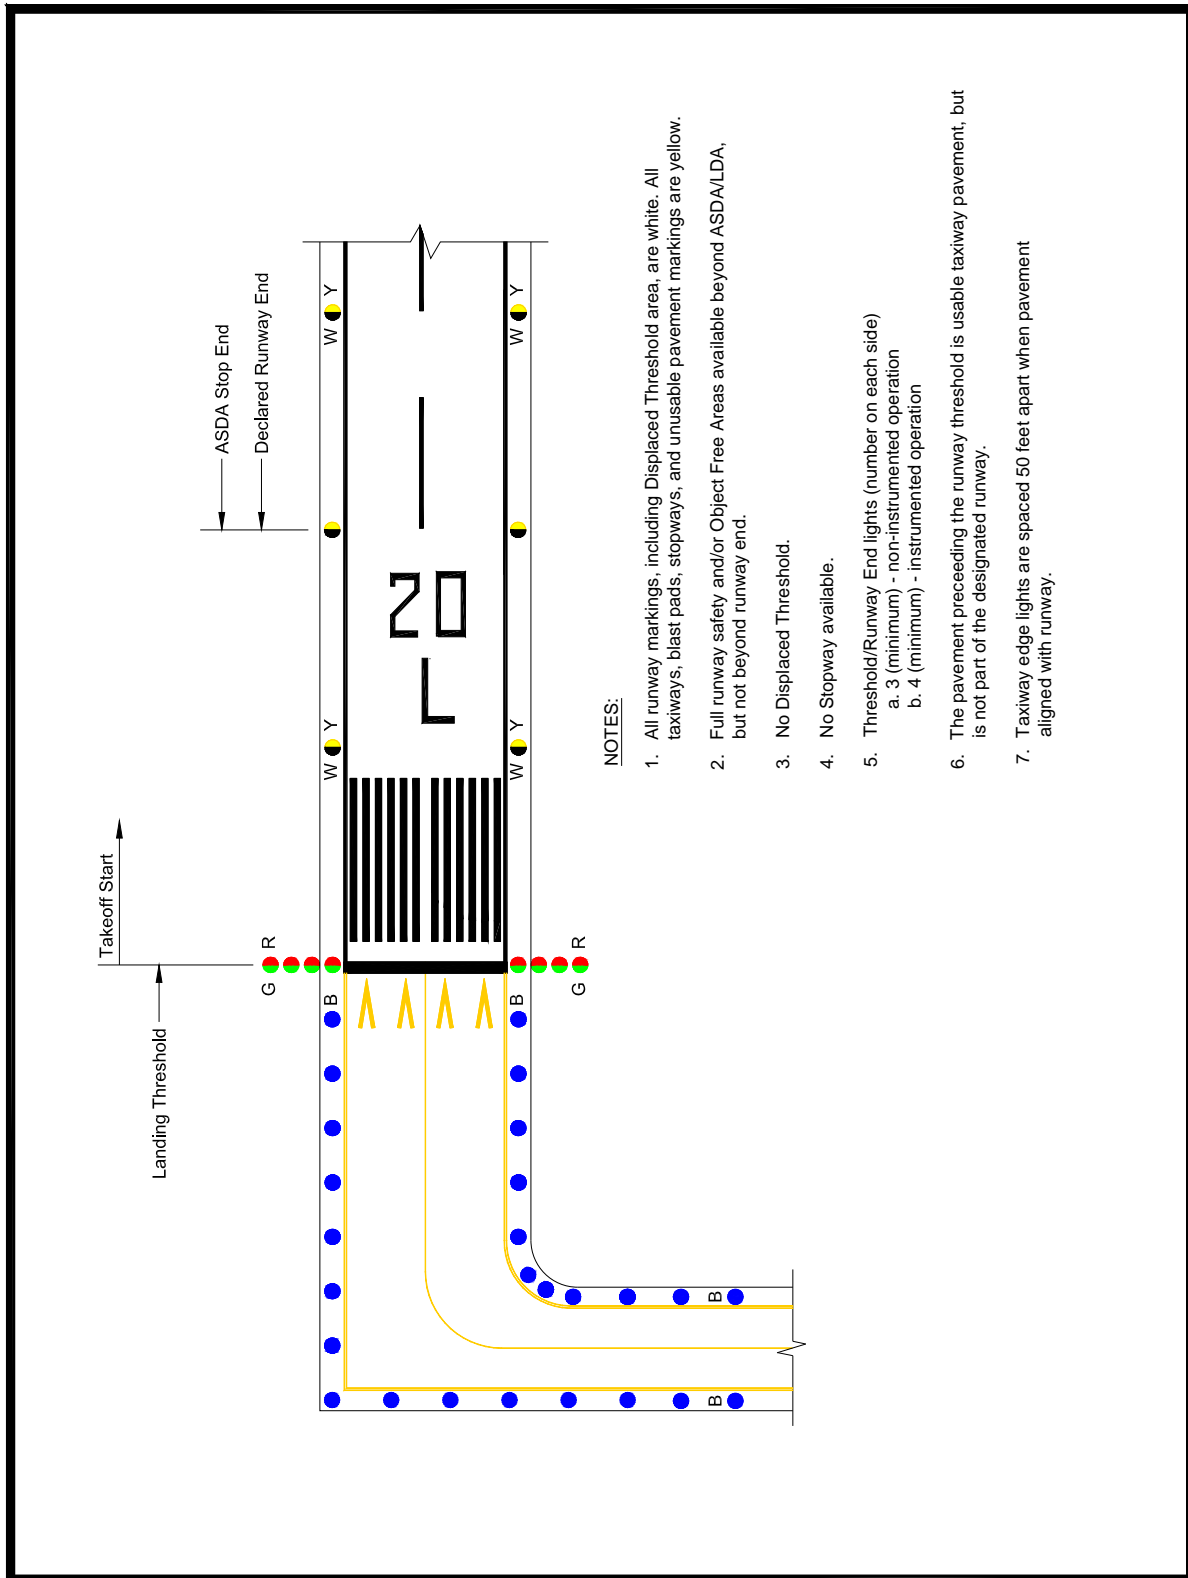 Landing Threshold
Takeoff Start
ASDA Stop End
Declared Runway End
G R
B
W Y
W Y
20
L
B
W Y
W Y
G R
B
B
NOTES:
1. All runway markings, including Displaced Threshold area, are white. All
taxiways, blast pads, stopways, and unusable pavement markings are yellow.
2. Full runway safety and/or Object Free Areas available beyond ASDA/LDA,
but not beyond runway end.
3. No Displaced Threshold.
4. No Stopway available.
5. Threshold/Runway End lights (number on each side)
a. 3 (minimum) - non-instrumented operation
b. 4 (minimum) - instrumented operation
6. The pavement preceeding the runway threshold is usable taxiway pavement, but
is not part of the designated runway.
7. Taxiway edge lights are spaced 50 feet apart when pavement
aligned with runway.